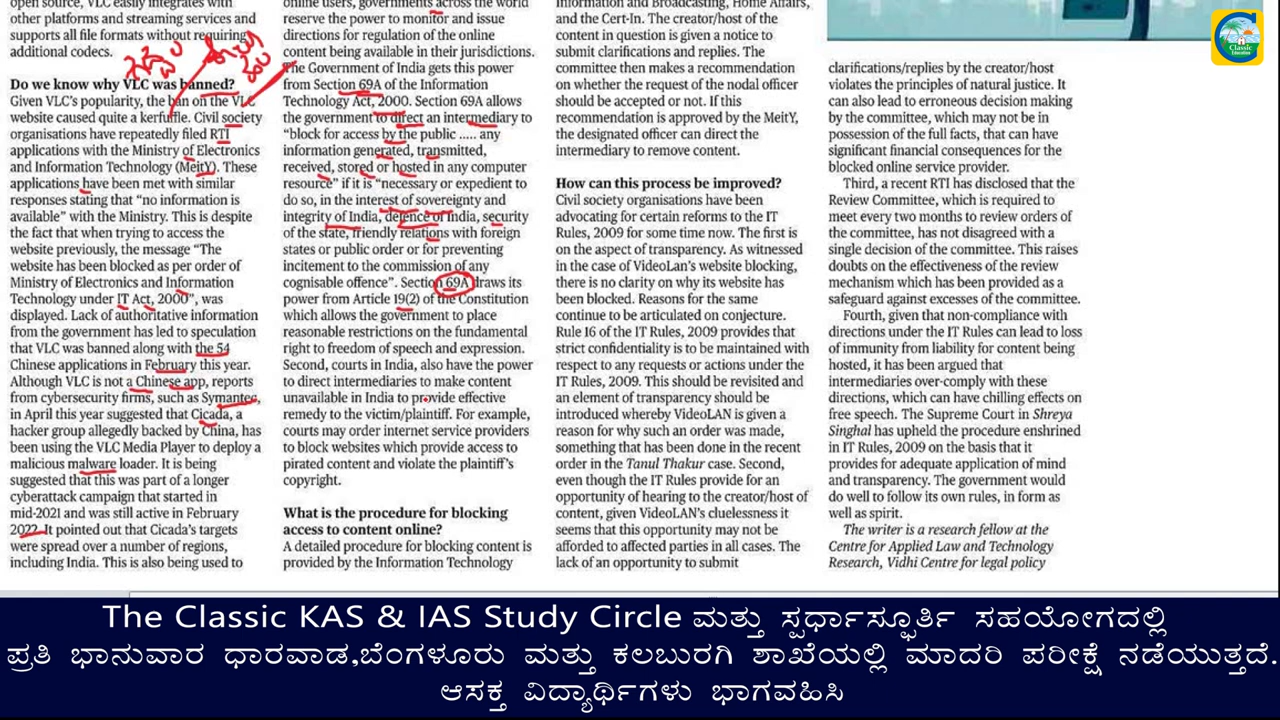 open source, VLC easily integrates with
other platforms and streaming services and
supports all file formats without requiring
additional codecs.
Do we know why VLC was banned?
Given VLC's popularity, the ban on the VLC
website caused quite a kerfuffle. Civil society
organisations have repeatedly filed RTI
applications with the Ministry of Electronics
and Information Technology (MeitY). These
applications have been met with similar
responses stating that "no information is
available" with the Ministry. This is despite
the fact that when trying to access the
website previously, the message "The
website has been blocked as per order of
Ministry of Electronics and Information
Technology under IT Act, 2000", was
displayed. Lack of authoritative information
from the government has led to speculation
that VLC was banned along with the 54
Chinese applications in February this year.
Although VLC is not a Chinese app, reports
from cybersecurity firms, such as Symantec,
in April this year suggested that Cicada, a
hacker group allegedly backed by China, has
been using the VLC Media Player to deploy a
malicious malware loader. It is being
suggested that this was part of a longer
cyberattack campaign that started in
mid-2021 and was still active in February
2022. It pointed out that Cicada's targets
were spread over a number of regions,
including India. This is also being used to
online users, governments across the world
reserve the power to monitor and issue
directions for regulation of the online
content being available in their jurisdictions.
The Government of India gets this power
from Section 69A of the Information
Technology Act, 2000. Section 69A allows
the government to direct an intermediary to
"block for access by the public ..... any
information generated, transmitted,
received, stored or hosted in any computer
resource" if it is "necessary or expedient to
do so, in the interest of sovereignty and
integrity of India, defence of India, security
of the state, friendly relations with foreign
states or public order or for preventing
incitement to the commission of any
cognisable offence". Section 69A draws its
power from Article 19(2) of the Constitution
which allows the government to place
reasonable restrictions on the fundamental
right to freedom of speech and expression.
Second, courts in India, also have the power
to direct intermediaries to make content
unavailable in India to provide effective
remedy to the victim/plaintiff. For example,
courts may order internet service providers
to block websites which provide access to
pirated content and violate the plaintiff's
copyright.
What is the procedure for blocking
access to content online?
A detailed procedure for blocking content is
provided by the Information Technology
Information and Broadcasting, Home Affairs,
and the Cert-In. The creator/host of the
content in question is given a notice to
submit clarifications and replies. The
committee then makes a recommendation
on whether the request of the nodal officer
should be accepted or not. If this
recommendation is approved by the MeitY,
the designated officer can direct the
intermediary to remove content.
How can this process be improved?
Civil society organisations have been
advocating for certain reforms to the IT
Rules, 2009 for some time now. The first is
on the aspect of transparency. As witnessed
in the case of VideoLan's website blocking,
there is no clarity on why its website has
been blocked. Reasons for the same
continue to be articulated on conjecture.
Rule 16 of the IT Rules, 2009 provides that
strict confidentiality is to be maintained with
respect to any requests or actions under the
IT Rules, 2009. This should be revisited and
an element of transparency should be
introduced whereby VideoLAN is given a
reason for why such an order was made,
something that has been done in the recent
order in the Tanul Thakur case. Second,
even though the IT Rules provide for an
opportunity of hearing to the creator/host of
content, given VideoLAN's cluelessness it
seems that this opportunity may not be
afforded to affected parties in all cases. The
lack of an opportunity to submit
clarifications/replies by the creator/host
violates the principles of natural justice. It
can also lead to erroneous decision making
by the committee, which may not be in
possession of the full facts, that can have
significant financial consequences for the
blocked online service provider.
Third, a recent RTI has disclosed that the
Review Committee, which is required to
meet every two months to review orders of
the committee, has not disagreed with a
single decision of the committee. This raises
doubts on the effectiveness of the review
mechanism which has been provided as a
safeguard against excesses of the committee.
Fourth, given that non-compliance with
directions under the IT Rules can lead to loss
of immunity from liability for content being
hosted, it has been argued that
intermediaries over-comply with these
directions, which can have chilling effects on
free speech. The Supreme Court in Shreya
Singhal has upheld the procedure enshrined
in IT Rules, 2009 on the basis that it
provides for adequate application of mind
and transparency. The government would
do well to follow its own rules, in form as
well as spirit.
The writer is a research fellow at the
Centre for Applied Law and Technology
Research, Vidhi Centre for legal policy
Classic
Education
The Classic KAS & IAS Study Circle ಮತ್ತು ಸ್ಪರ್ಧಾಸ್ಫೂರ್ತಿ ಸಹಯೋಗದಲ್ಲಿ
ಪ್ರತಿ ಭಾನುವಾರ ಧಾರವಾಡ,ಬೆಂಗಳೂರು ಮತ್ತು ಕಲಬುರಗಿ ಶಾಖೆಯಲ್ಲಿ ಮಾದರಿ ಪರೀಕ್ಷೆ ನಡೆಯುತ್ತದೆ.
ಆಸಕ್ತ ವಿದ್ಯಾರ್ಥಿಗಳು ಭಾಗವಹಿಸಿ